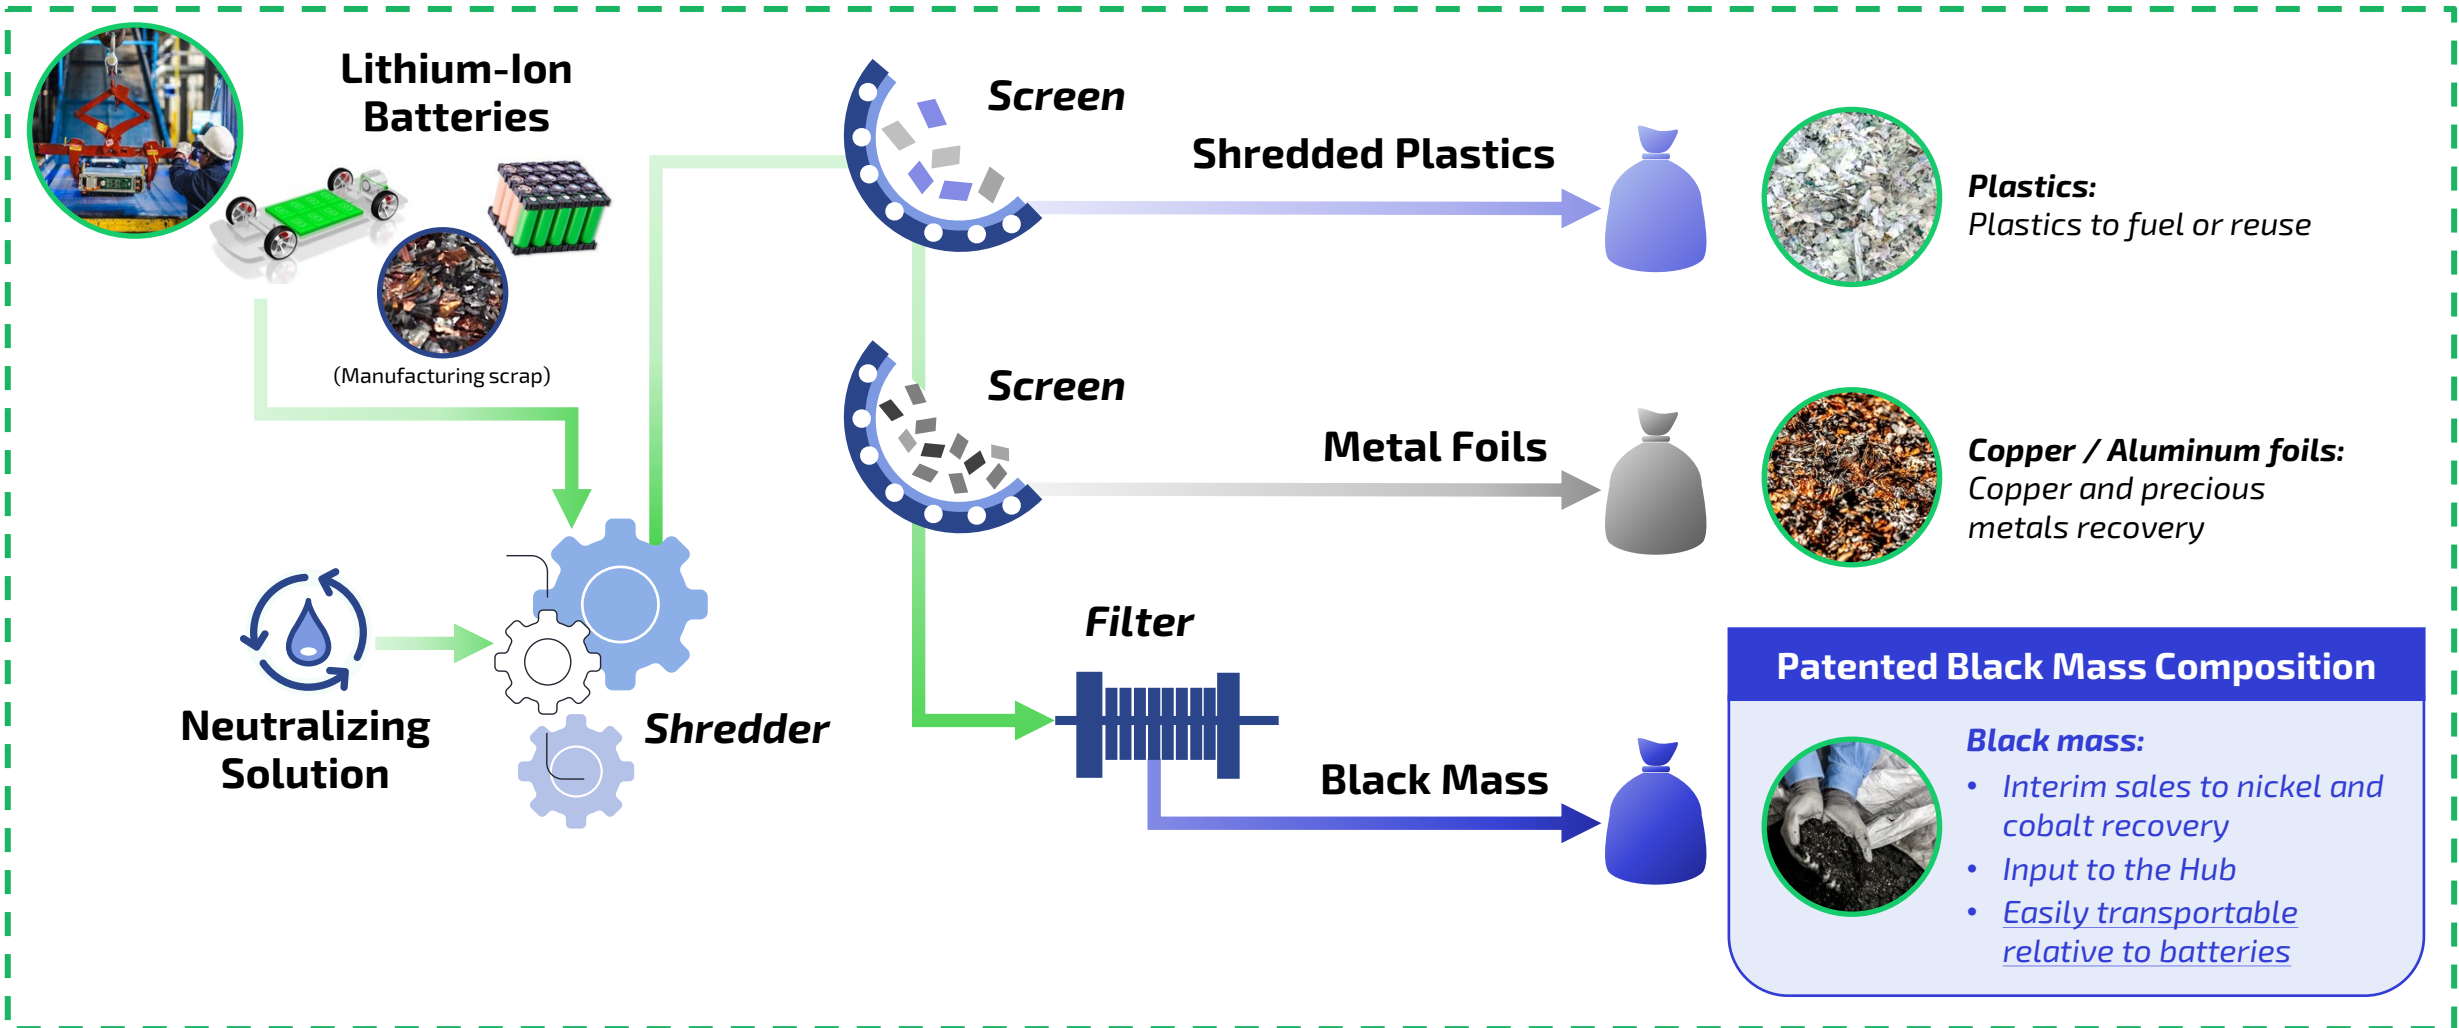 Lithium-Ion
Batteries
(Manufacturing scrap)
Neutralizing
Solution
Shredder
Screen
Shredded Plastics
Plastics:
Plastics to fuel or reuse
Screen
Metal Foils
Copper / Aluminum foils:
Copper and precious
metals recovery
Filter
Black Mass
Patented Black Mass Composition
Black mass:
• Interim sales to nickel and
cobalt recovery
• Input to the Hub
• Easily transportable
relative to batteries